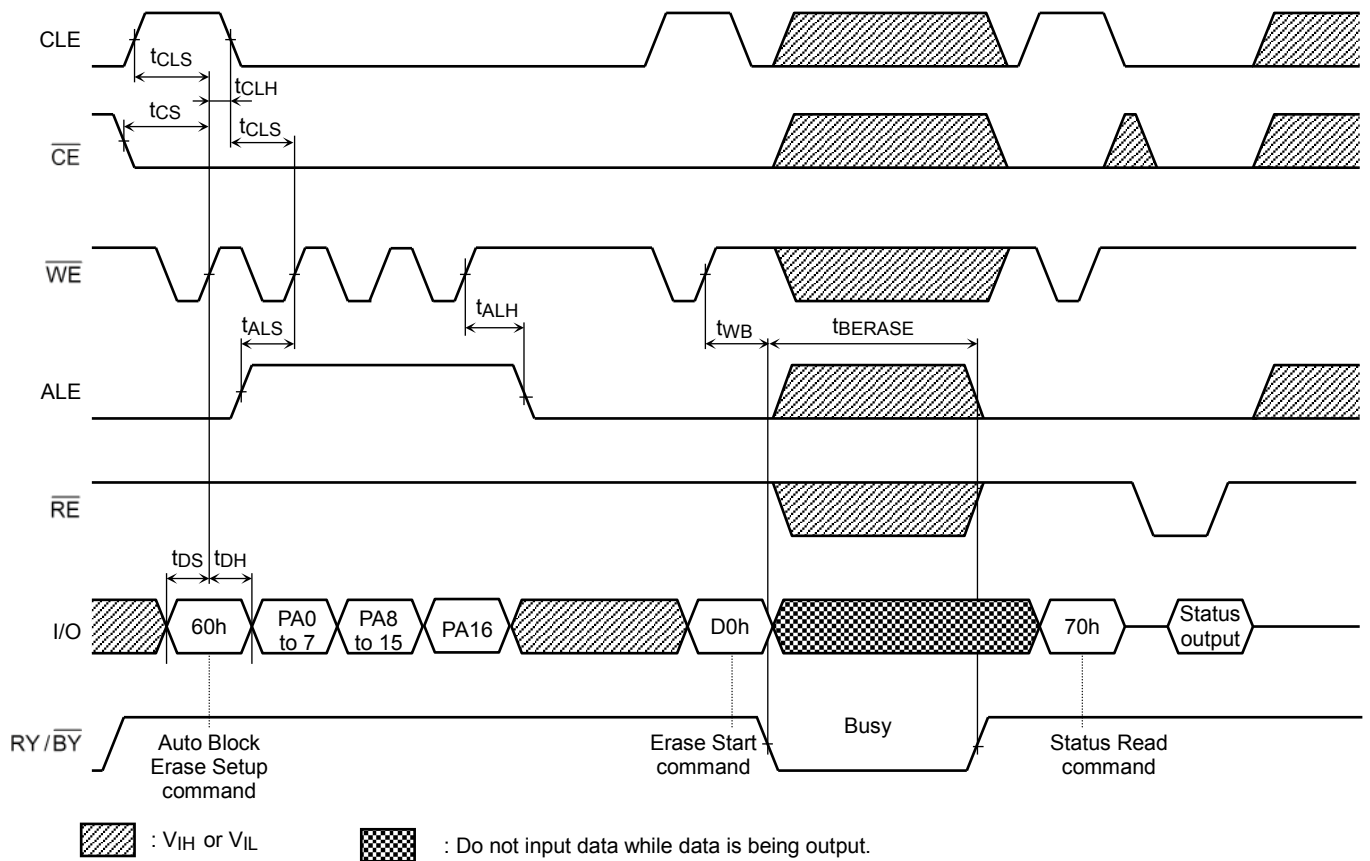 CLE
tCLS
tCLH
tCS
tCLS
CE
WE
tALS
tALH
tWB
tBERASE
ALE
RE
tDS
tDH
I/O
60h
PA0
to 7
PA8
to 15
PA16
D0h
70h
Status
output
RY/BY
Busy
Auto Block
Erase Setup
command
Erase Start
command
Status Read
command
: VIH or VIL
: Do not input data while data is being output.